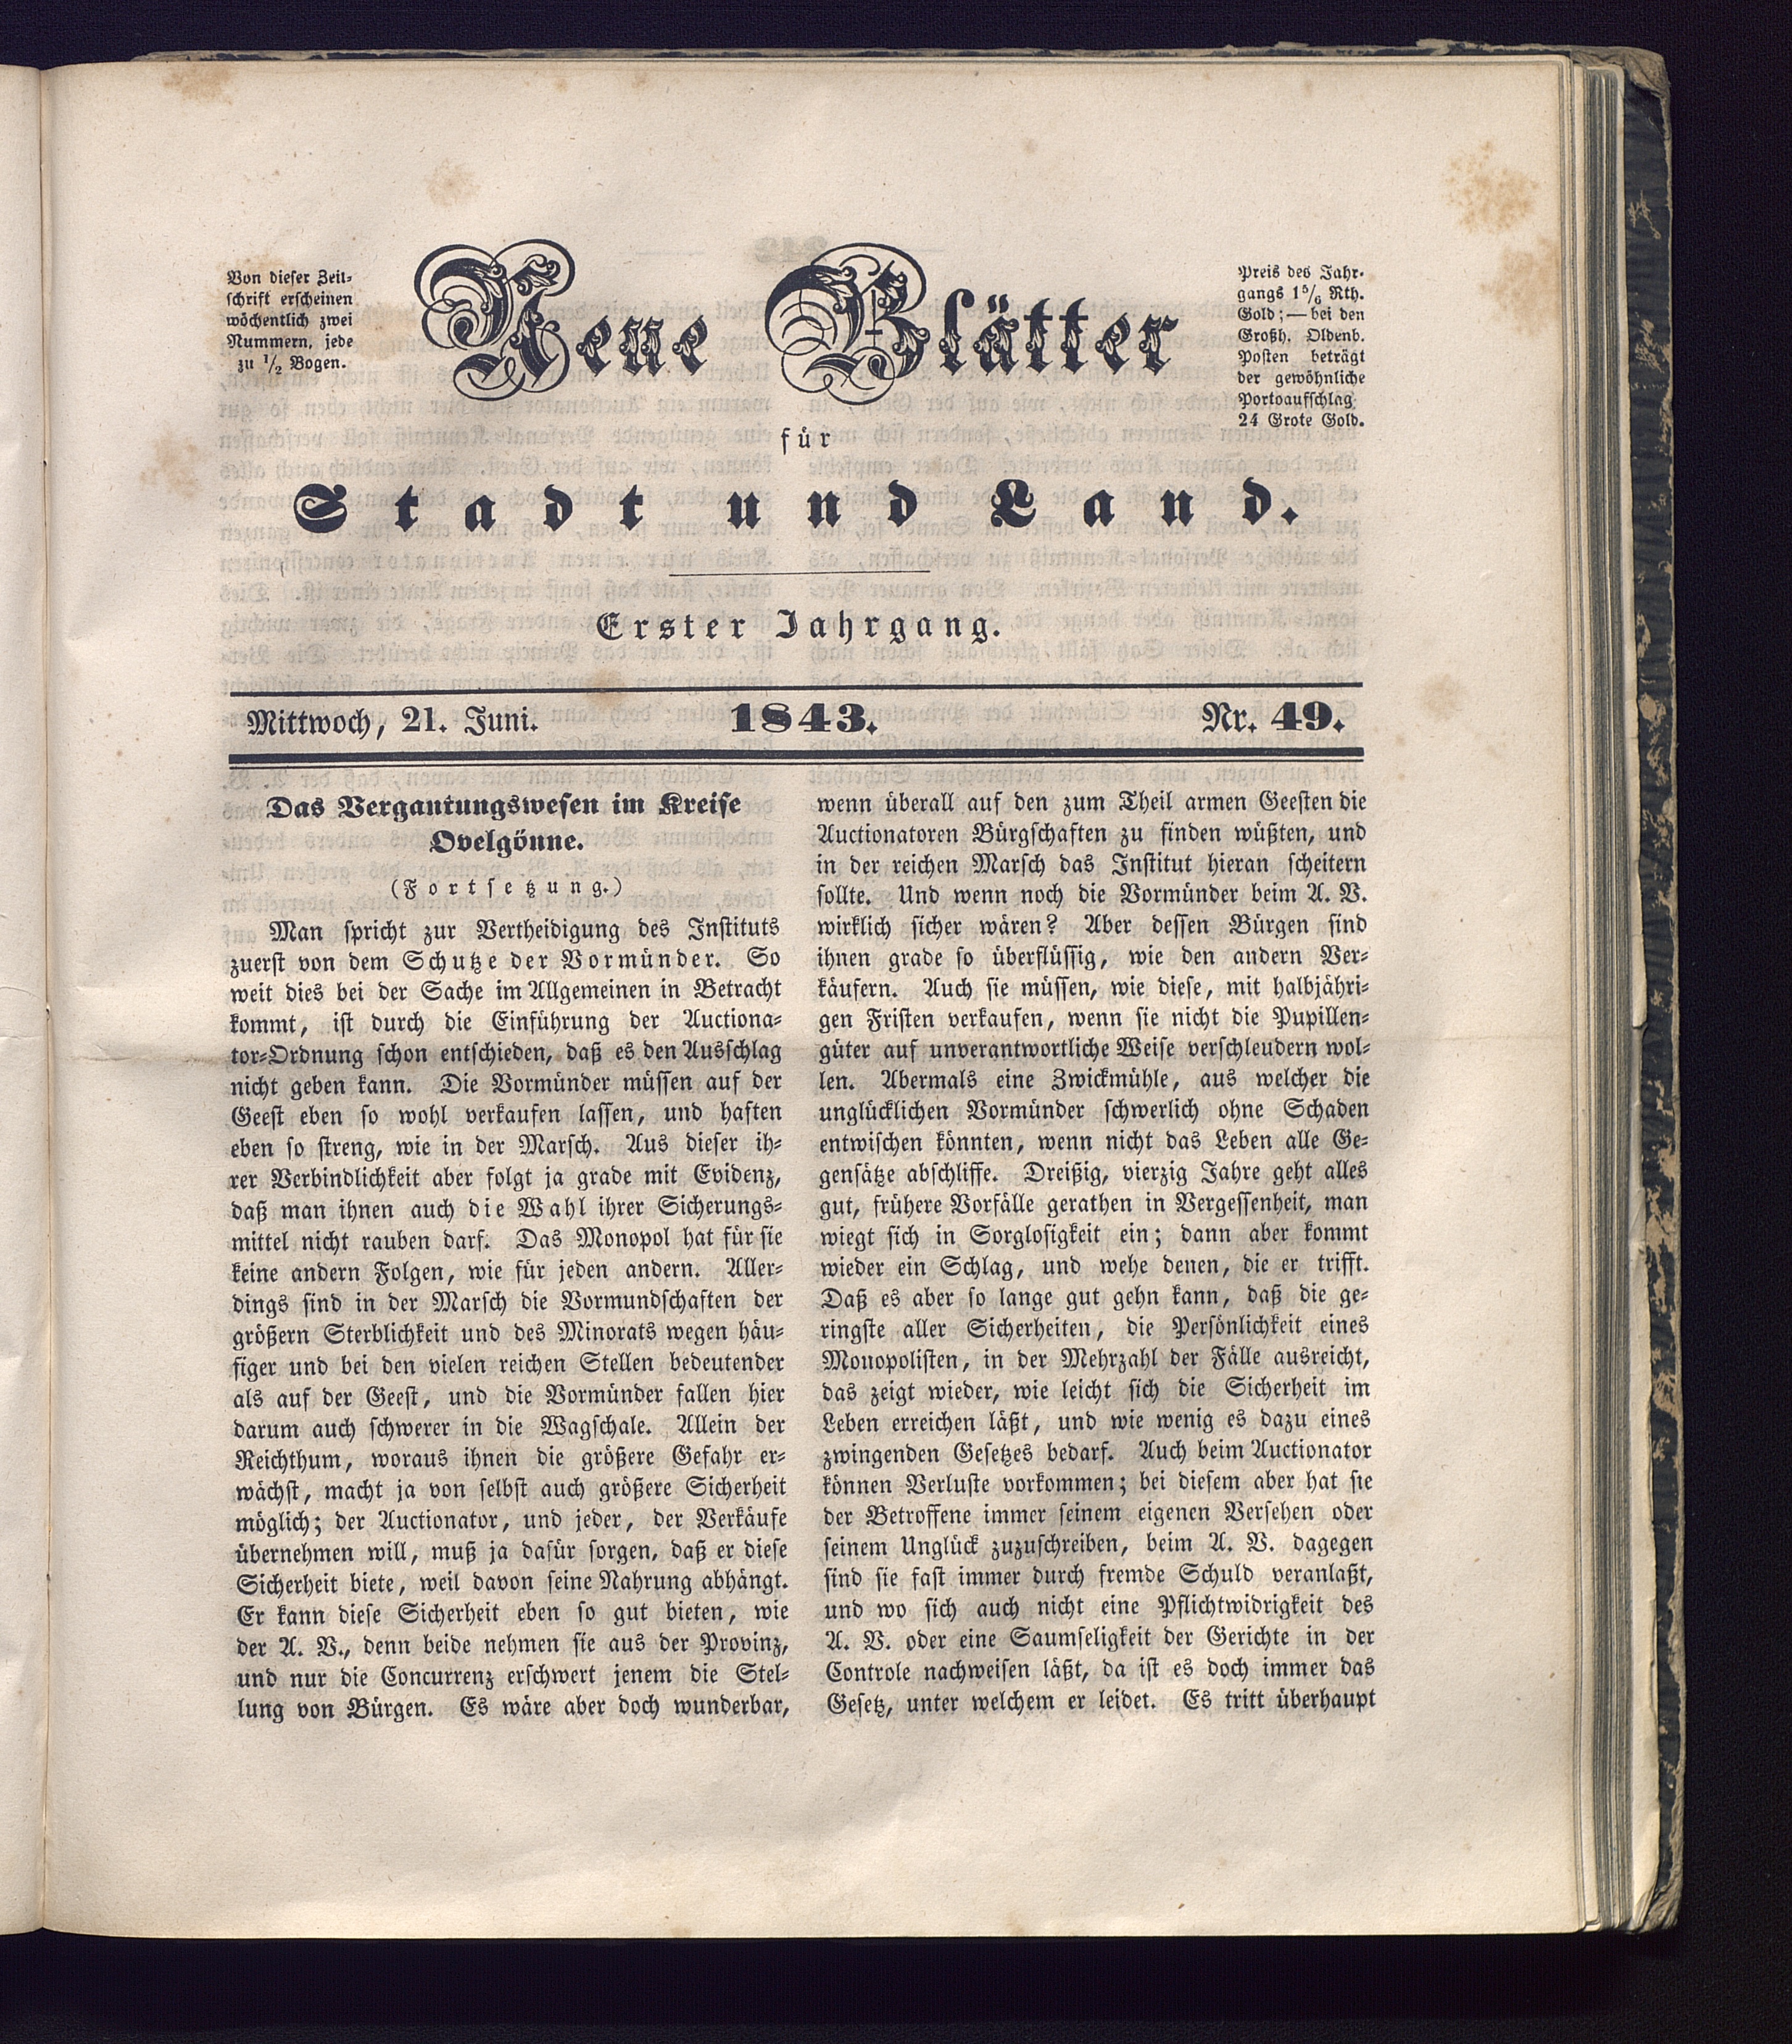 Von dieser Zeit-
schrift erscheinen
wöchentlich zwei
Nummern, jede
zu 1/2 Bogen.
Neue Blätter
Preis des Jahr-
gangs 1 5/6 Rth.
Gold; — bei den
Großh. Oldenb.
Posten beträgt
der gewöhnliche
Portoaufschlag
24 Grote Gold.
für
Stadt und Land.
Erster Jahrgang.
Mittwoch, 21. Juni. 1843. Nr. 49.
Das Vergantungswesen im Kreise
Ovelgönne.
(Fortsetzung.)
Man spricht zur Vertheidigung des Instituts
zuerst von dem Schutze der Vormünder. So
weit dies bei der Sache im Allgemeinen in Betracht
kommt, ist durch die Einführung der Auctiona-
tor-Ordnung schon entschieden, daß es den Ausschlag
nicht geben kann. Die Vormünder müssen auf der
Geest eben so wohl verkaufen lassen, und haften
eben so streng, wie in der Marsch. Aus dieser ih-
rer Verbindlichkeit aber folgt ja grade mit Evidenz,
daß man ihnen auch die Wahl ihrer Sicherungs-
mittel nicht rauben darf. Das Monopol hat für sie
keine andern Folgen, wie für jeden andern. Aller-
dings sind in der Marsch die Vormundschaften der
größern Sterblichkeit und des Minorats wegen häu-
figer und bei den vielen reichen Stellen bedeutender
als auf der Geest, und die Vormünder fallen hier
darum auch schwerer in die Wagschale. Allein der
Reichthum, woraus ihnen die größere Gefahr er-
wächst, macht ja von selbst auch größere Sicherheit
möglich; der Auctionator, und jeder, der Verkäufe
übernehmen will, muß ja dafür sorgen, daß er diese
Sicherheit biete, weil davon seine Nahrung abhängt.
Er kann diese Sicherheit eben so gut bieten, wie
der A. V., denn beide nehmen sie aus der Provinz,
und nur die Concurrenz erschwert jenem die Stel-
lung von Bürgen. Es wäre aber doch wunderbar,
wenn überall auf den zum Theil armen Geesten die
Auctionatoren Bürgschaften zu finden wüßten, und
in der reichen Marsch das Institut hieran scheitern
sollte. Und wenn noch die Vormünder beim A. V.
wirklich sicher wären? Aber dessen Bürgen sind
ihnen grade so überflüssig, wie den andern Ver-
käufern. Auch sie müssen, wie diese, mit halbjähri-
gen Fristen verkaufen, wenn sie nicht die Pupillen-
güter auf unverantwortliche Weise verschleudern wol-
len. Abermals eine Zwickmühle, aus welcher die
unglücklichen Vormünder schwerlich ohne Schaden
entwischen könnten, wenn nicht das Leben alle Ge-
gensätze abschliffe. Dreißig, vierzig Jahre geht alles
gut, frühere Vorfälle gerathen in Vergessenheit, man
wiegt sich in Sorglosigkeit ein; dann aber kommt
wieder ein Schlag, und wehe denen, die er trifft.
Daß es aber so lange gut gehn kann, daß die ge-
ringste aller Sicherheiten, die Persönlichkeit eines
Monopolisten, in der Mehrzahl der Fälle ausreicht,
das zeigt wieder, wie leicht sich die Sicherheit im
Leben erreichen läßt, und wie wenig es dazu eines
zwingenden Gesetzes bedarf. Auch beim Auctionator
können Verluste vorkommen; bei diesem aber hat sie
der Betroffene immer seinem eigenen Versehen oder
seinem Unglück zuzuschreiben, beim A. V. dagegen
sind sie fast immer durch fremde Schuld veranlaßt,
und wo sich auch nicht eine Pflichtwidrigkeit des
A. V. oder eine Saumseligkeit der Gerichte in der
Controle nachweisen läßt, da ist es doch immer das
Gesetz, unter welchem er leidet. Es tritt überhaupt